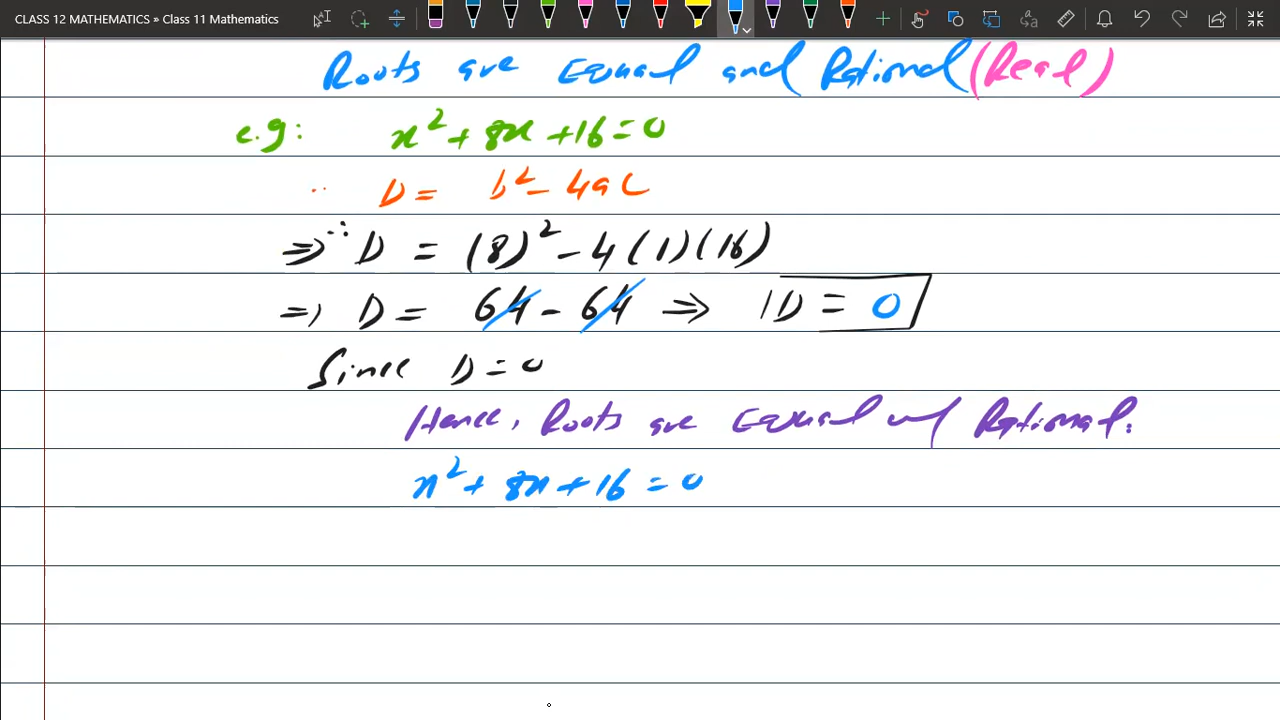 CLASS 12 MATHEMATICS » Class 11 Mathematics
Roots are Equal and Rational (Real)
e.g: x² + 8x + 16 = 0
∵ D = b² - 4ac
⇒ ∴ D = (8)² - 4(1)(16)
⇒ D = 64 - 64 ⇒ D = 0
Since D = 0
Hence, Roots are Equal Rational.
x² + 8x + 16 = 0